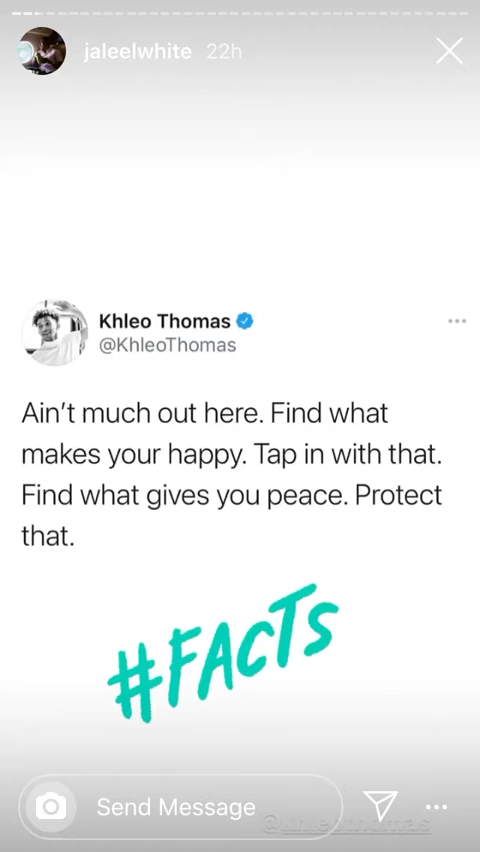 jaleelwhite 22h
Khleo Thomas
@KhleoThomas
Ain't much out here. Find what
makes your happy. Tap in with that.
Find what gives you peace. Protect
that.
#FACTS
Send Message